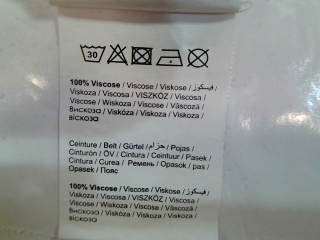 30
100% Viscose / Viscose / Viskose / فيسكوز /
Viskoza / Viscosa / VISZKÓZ / Viscosa /
Viscose / Wiskoza / Viscose / Vâscoză /
Вискоза / Viskóza / Viskoza / Viskoza /
ВІСКОЗА
Ceinture / Belt / Gürtel / حزام / Pojas /
Cinturón / ÖV / Cintura / Ceintuur / Pasek /
Cintura / Curea / Ремень / Opasok / pas /
Opasek / Пояс
100% Viscose / Viscose / Viskose / فيسكوز /
Viskoza / Viscosa / VISZKÓZ / Viscosa /
Viscose / Wiskoza / Viscose / Vâscoză /
Вискоза / Viskóza / Viskoza / Viskoza /
ВІСКОЗА